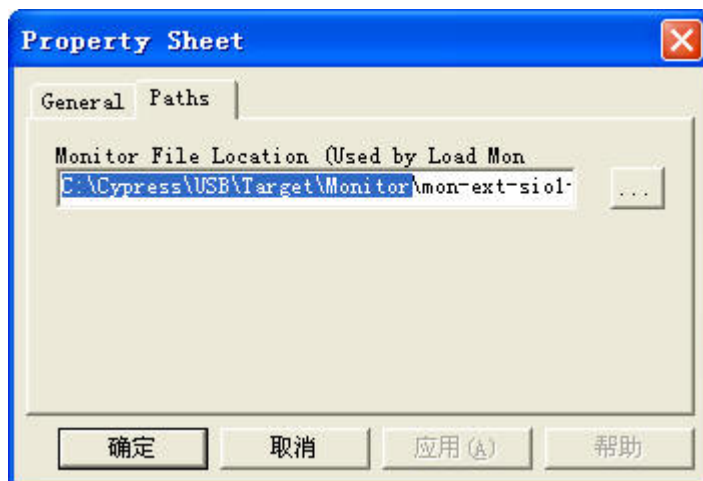 Property Sheet
General Paths
Monitor File Location (Used by Load Mon
C:\Cypress\USB\Target\Monitor\mon-ext-sio1-
...
确定 取消 应用(A) 帮助